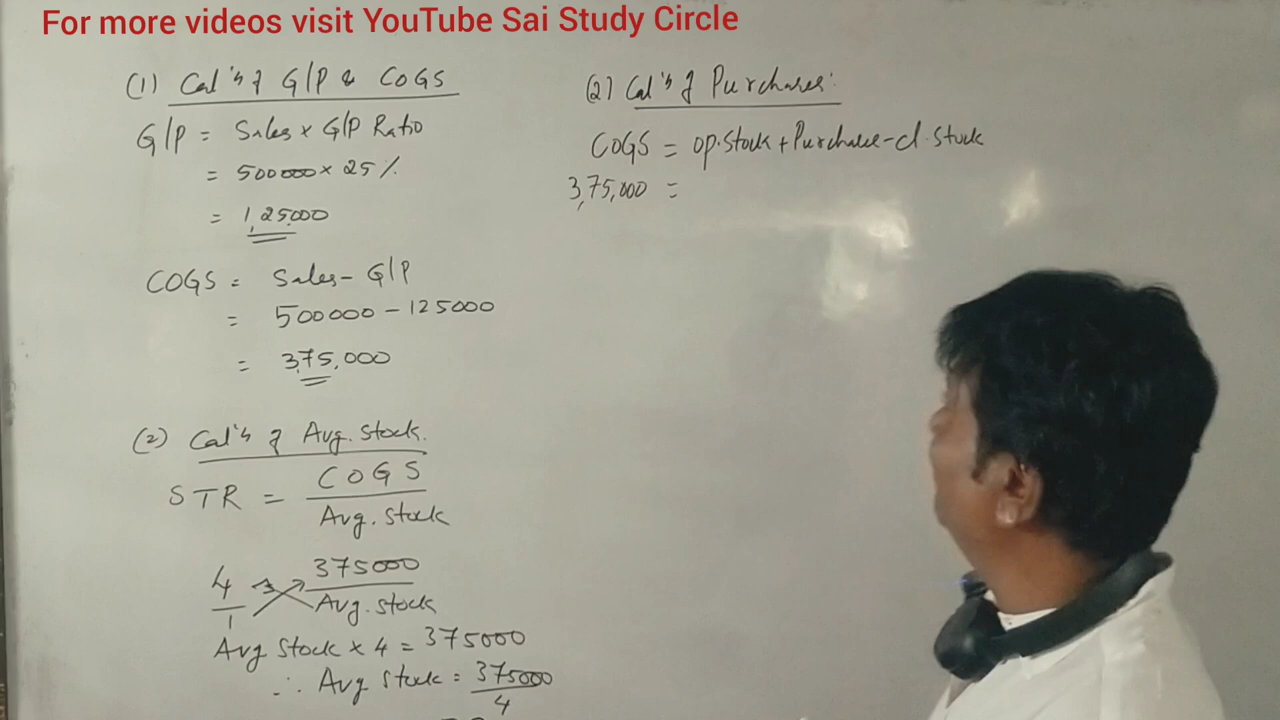 For more videos visit YouTube Sai Study Circle
(1) Cal'n of G/P & COGS
G/P = Sales × G/P Ratio
= 500000 × 25%
= 1,25,000
COGS = Sales - G/P
= 500000 - 125000
= 3,75,000
(2) Cal'n of Avg. Stock.
STR = COGS
Avg. Stock
4 = 375000
1 Avg. Stock
Avg Stock × 4 = 375000
∴ Avg Stock = 375000
4
(2) Cal'n of Purchases:
COGS = Op. Stock + Purchase - Cl. Stock
3,75,000 =